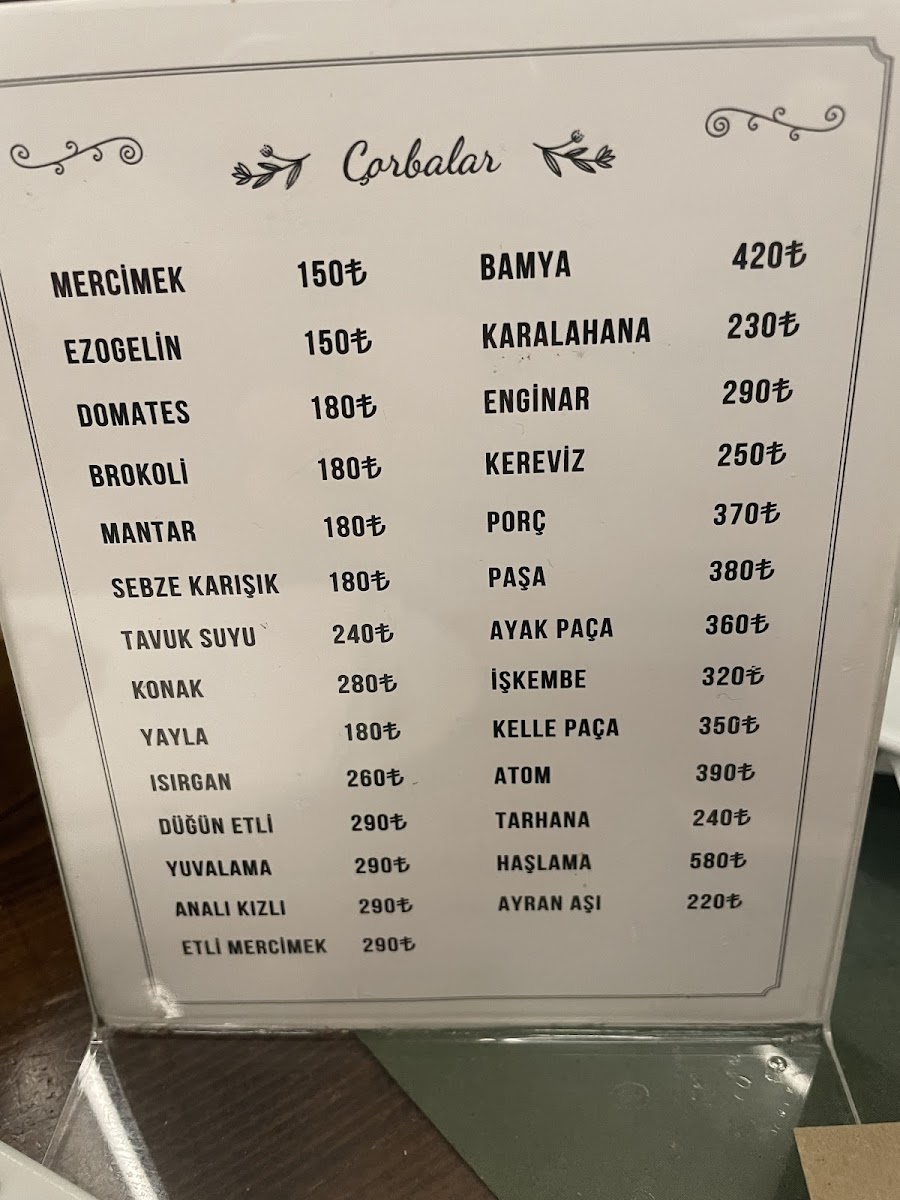 Çorbalar
MERCİMEK 150₺
EZOGELİN 150₺
DOMATES 180₺
BROKOLİ 180₺
MANTAR 180₺
SEBZE KARIŞIK 180₺
TAVUK SUYU 240₺
KONAK 280₺
YAYLA 180₺
ISIRGAN 260₺
DÜĞÜN ETLİ 290₺
YUVALAMA 290₺
ANALI KIZLI 290₺
ETLİ MERCİMEK 290₺
BAMYA 420₺
KARALAHANA 230₺
ENGİNAR 290₺
KEREVİZ 250₺
PORÇ 370₺
PAŞA 380₺
AYAK PAÇA 360₺
İŞKEMBE 320₺
KELLE PAÇA 350₺
ATOM 390₺
TARHANA 240₺
HAŞLAMA 580₺
AYRAN AŞI 220₺